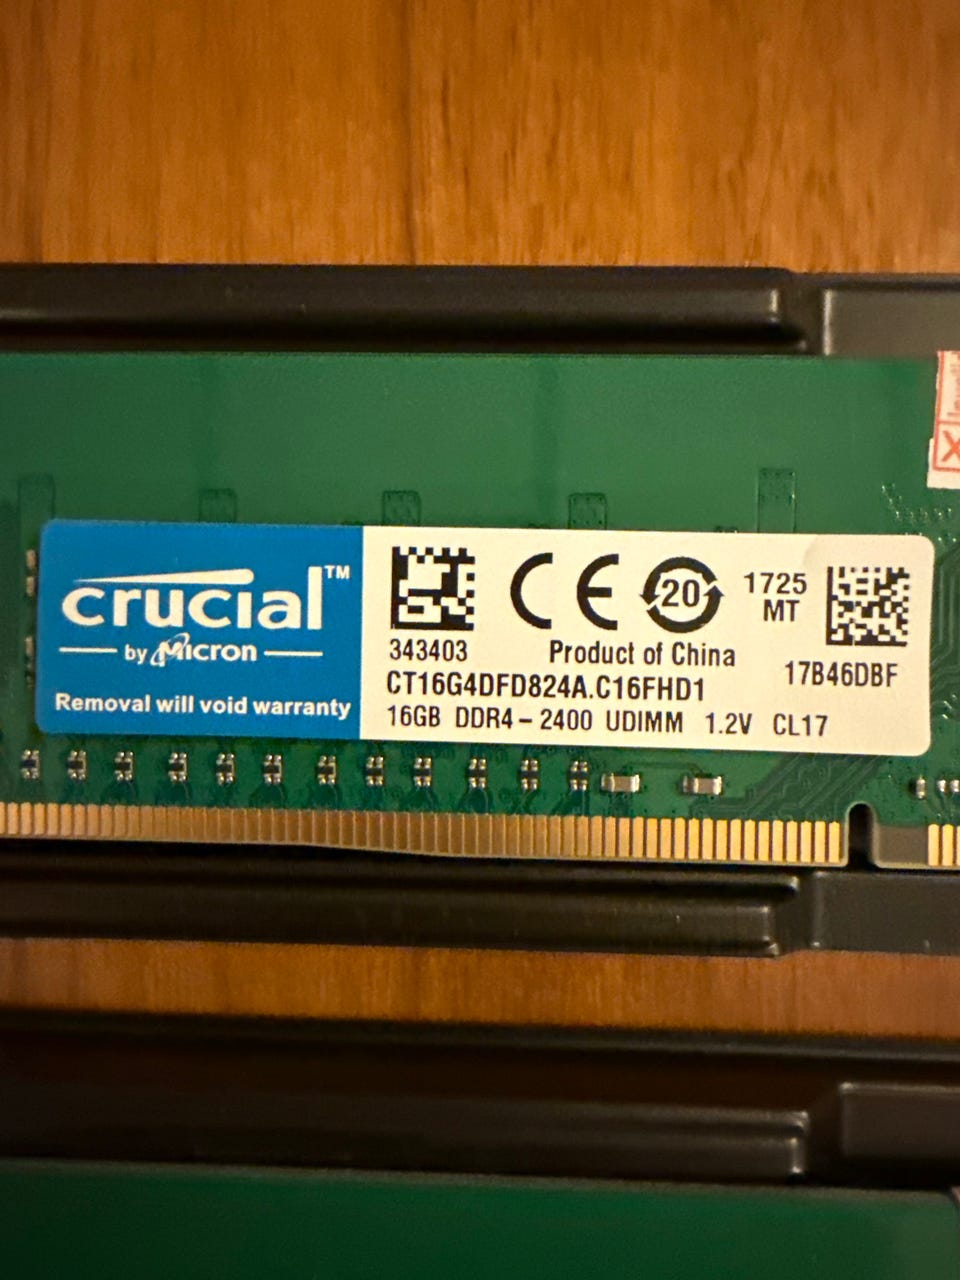 crucial™
by Micron
Removal will void warranty
CE
20
1725
MT
343403
Product of China
17B46DBF
CT16G4DFD824A.C16FHD1
16GB DDR4-2400 UDIMM 1.2V CL17
X